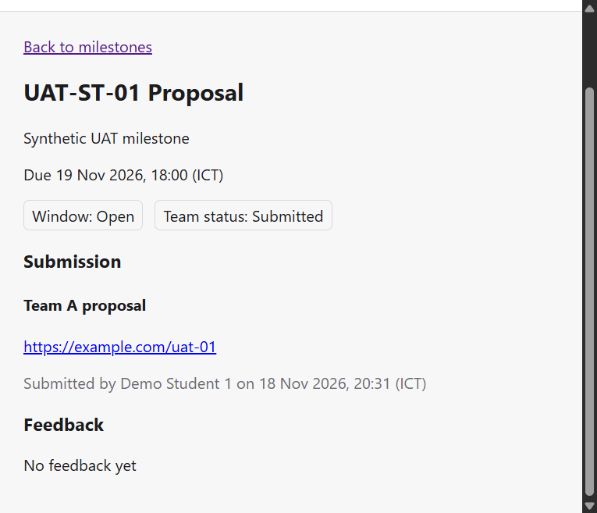 Back to milestones
UAT-ST-01 Proposal
Synthetic UAT milestone
Due 19 Nov 2026, 18:00 (ICT)
Window: Open Team status: Submitted
Submission
Team A proposal
https://example.com/uat-01
Submitted by Demo Student 1 on 18 Nov 2026, 20:31 (ICT)
Feedback
No feedback yet